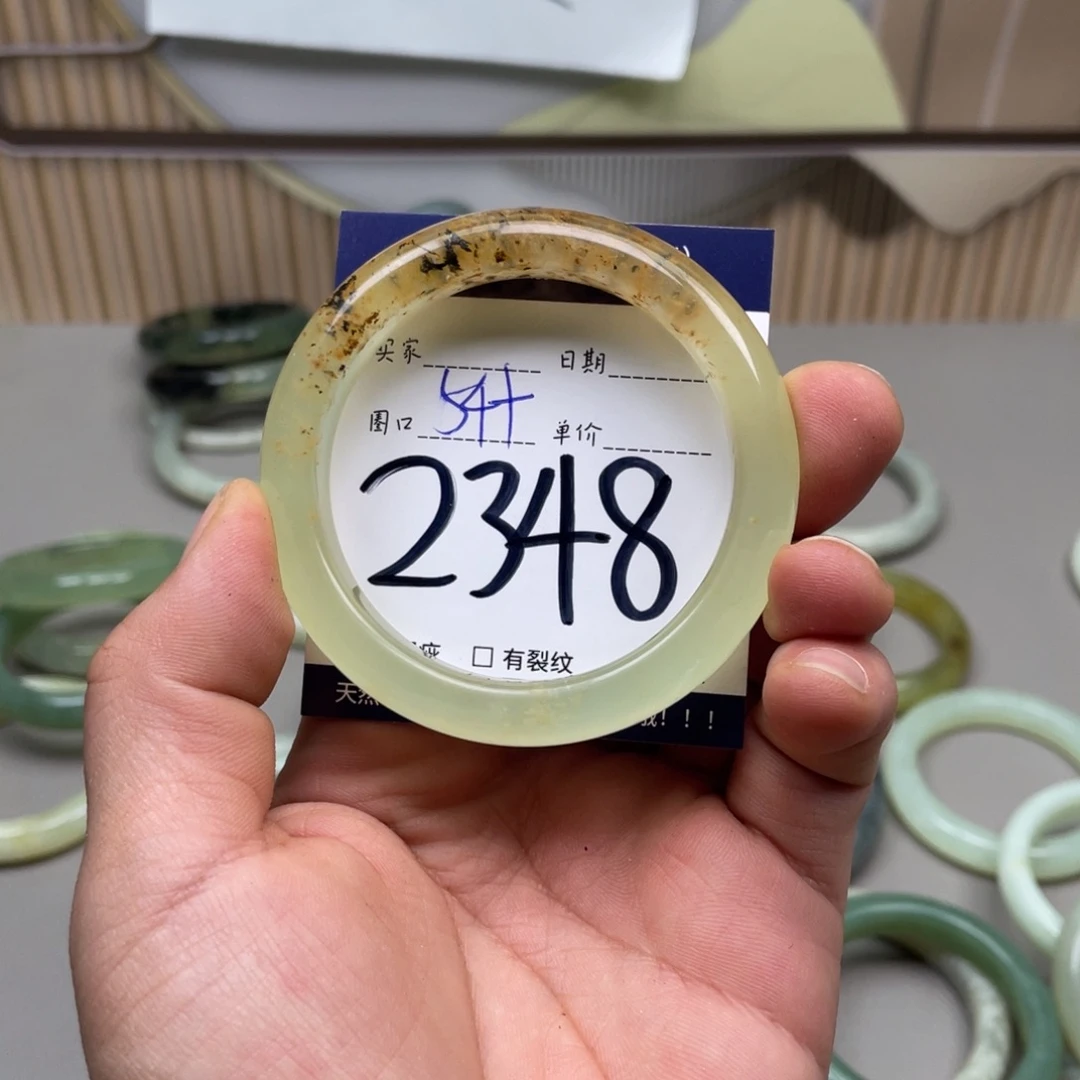 买家 日期
圈口 54+ 单价
2348
□ 有裂纹
天然 ！！！